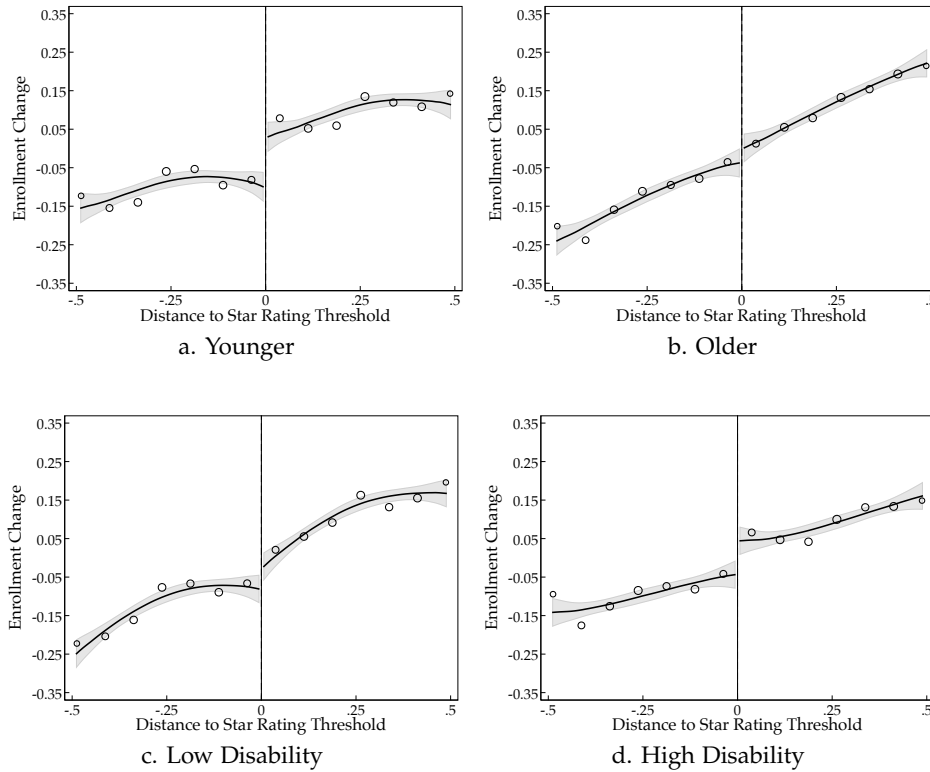 0.35
0.25
0.15
0.05
-0.05
-0.15
-0.25
-0.35
Enrollment Change
-.5 -.25 0 .25 .5
Distance to Star Rating Threshold
a. Younger
0.35
0.25
0.15
0.05
-0.05
-0.15
-0.25
-0.35
Enrollment Change
-.5 -.25 0 .25 .5
Distance to Star Rating Threshold
b. Older
0.35
0.25
0.15
0.05
-0.05
-0.15
-0.25
-0.35
Enrollment Change
-.5 -.25 0 .25 .5
Distance to Star Rating Threshold
c. Low Disability
0.35
0.25
0.15
0.05
-0.05
-0.15
-0.25
-0.35
Enrollment Change
-.5 -.25 0 .25 .5
Distance to Star Rating Threshold
d. High Disability